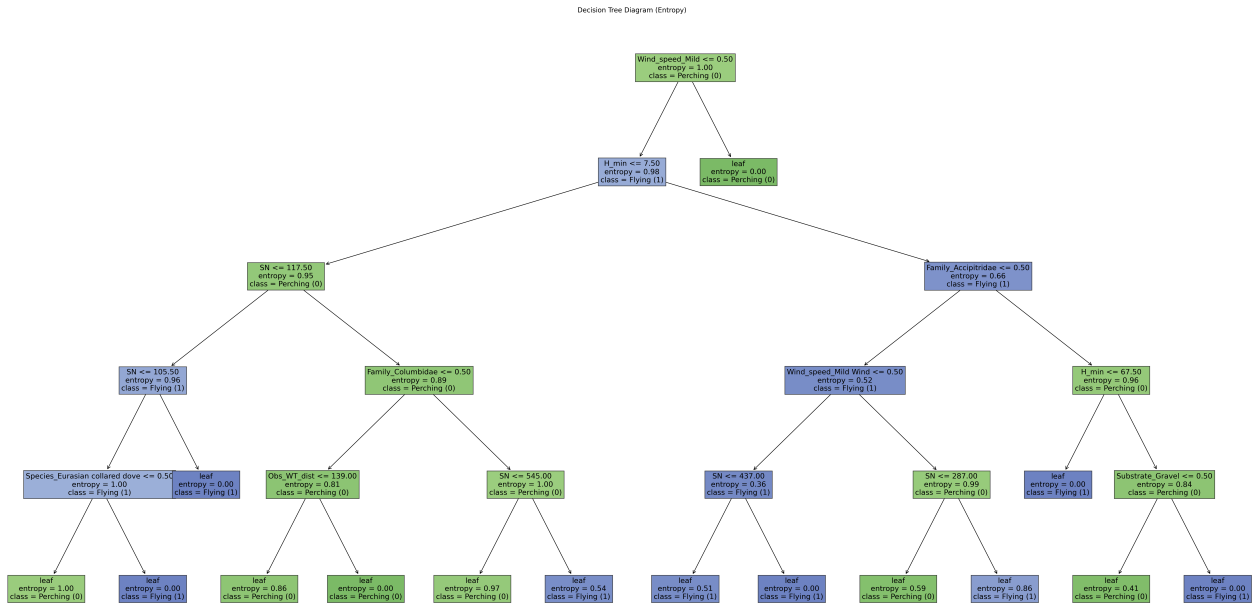 Decision Tree Diagram (Entropy)
Wind_speed_Mild <= 0.50
entropy = 1.00
class = Perching (0)
H_min <= 7.50
entropy = 0.98
class = Flying (1)
leaf
entropy = 0.00
class = Perching (0)
SN <= 117.50
entropy = 0.95
class = Perching (0)
Family_Accipitridae <= 0.50
entropy = 0.66
class = Flying (1)
SN <= 105.50
entropy = 0.96
class = Flying (1)
Family_Columbidae <= 0.50
entropy = 0.89
class = Perching (0)
Wind_speed_Mild Wind <= 0.50
entropy = 0.52
class = Flying (1)
H_min <= 67.50
entropy = 0.96
class = Perching (0)
Species_Eurasian collared dove <= 0.50
entropy = 1.00
class = Flying (1)
leaf
entropy = 0.00
class = Flying (1)
Obs_WT_dist <= 139.00
entropy = 0.81
class = Perching (0)
SN <= 545.00
entropy = 1.00
class = Perching (0)
SN <= 437.00
entropy = 0.36
class = Flying (1)
SN <= 287.00
entropy = 0.99
class = Perching (0)
leaf
entropy = 0.00
class = Flying (1)
Substrate_Gravel <= 0.50
entropy = 0.84
class = Perching (0)
leaf
entropy = 1.00
class = Perching (0)
leaf
entropy = 0.00
class = Flying (1)
leaf
entropy = 0.86
class = Perching (0)
leaf
entropy = 0.00
class = Perching (0)
leaf
entropy = 0.97
class = Perching (0)
leaf
entropy = 0.54
class = Flying (1)
leaf
entropy = 0.51
class = Flying (1)
leaf
entropy = 0.00
class = Flying (1)
leaf
entropy = 0.59
class = Perching (0)
leaf
entropy = 0.86
class = Flying (1)
leaf
entropy = 0.41
class = Perching (0)
leaf
entropy = 0.00
class = Flying (1)